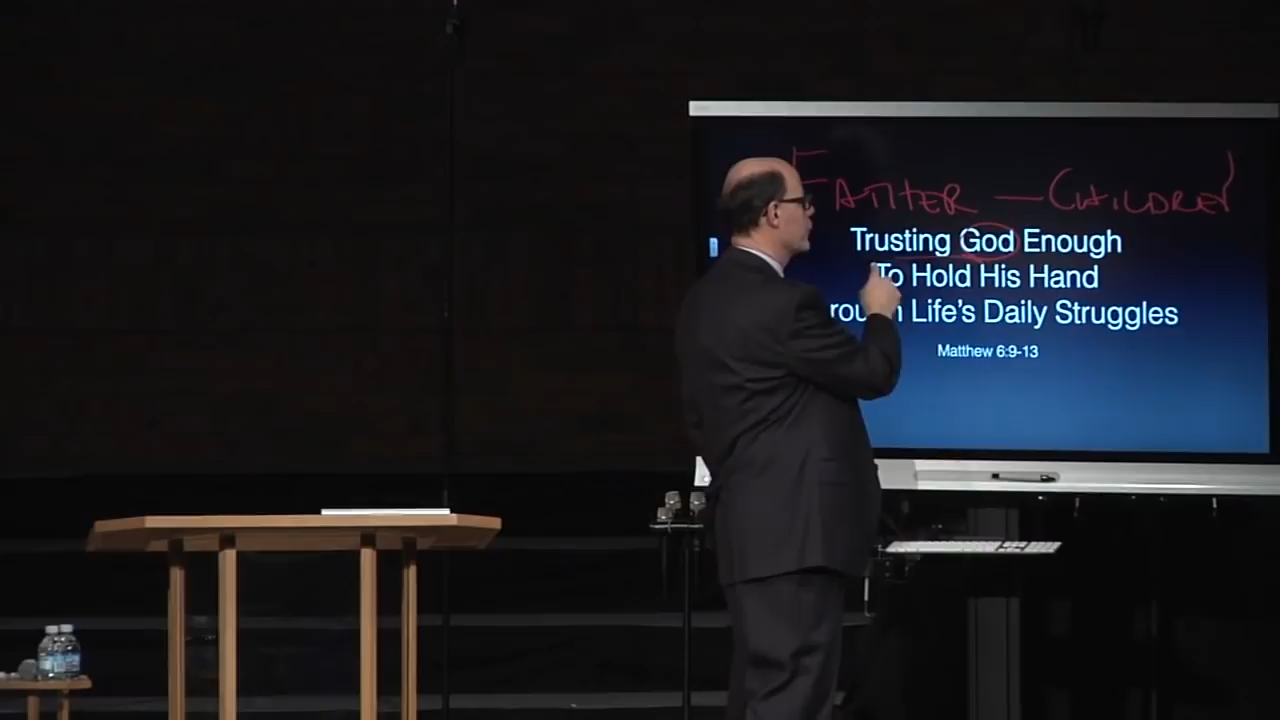 FATHER — CHILDREN
Trusting God Enough
To Hold His Hand
Life's Daily Struggles
Matthew 6:9-13